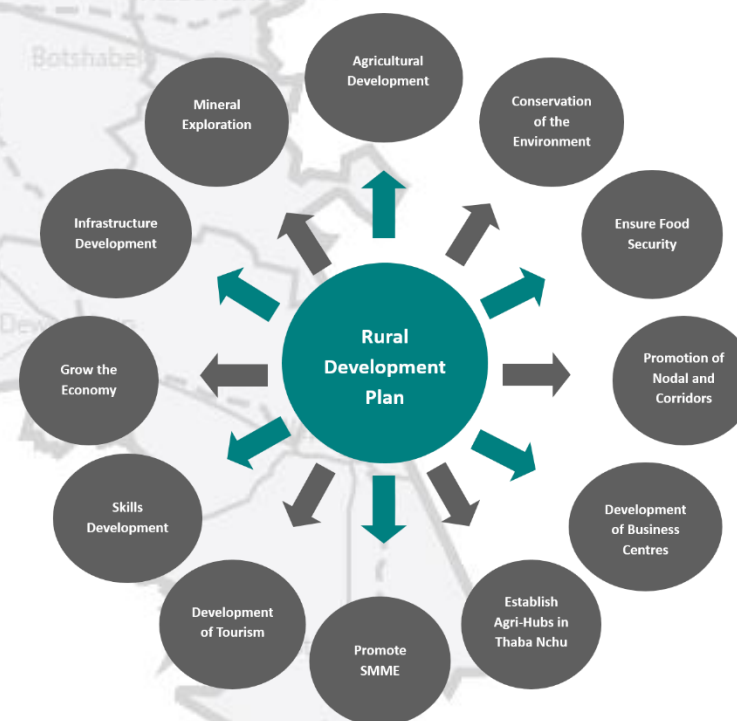 Botshabel
Agricultural
Development
Mineral
Exploration
Conservation
of the
Environment
Infrastructure
Development
Ensure Food
Security
Rural
Development
Plan
Grow the
Economy
Promotion of
Nodal and
Corridors
Skills
Development
Development
of Business
Centres
Development
of Tourism
Establish
Agri-Hubs in
Thaba Nchu
Promote
SMME